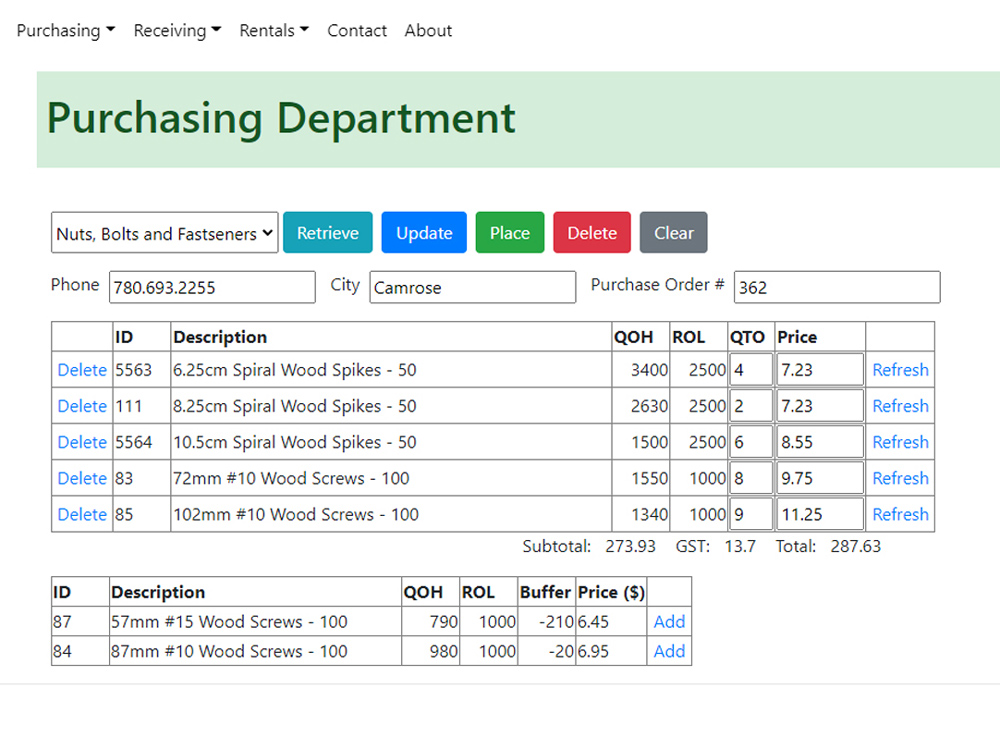 Purchasing Receiving Rentals Contact About
Purchasing Department
Nuts, Bolts and Fastseners Retrieve Update Place Delete Clear
Phone 780.693.2255 City Camrose Purchase Order # 362
ID Description QOH ROL QTO Price
Delete 5563 6.25cm Spiral Wood Spikes - 50 3400 2500 4 7.23 Refresh
Delete 111 8.25cm Spiral Wood Spikes - 50 2630 2500 2 7.23 Refresh
Delete 5564 10.5cm Spiral Wood Spikes - 50 1500 2500 6 8.55 Refresh
Delete 83 72mm #10 Wood Screws - 100 1550 1000 8 9.75 Refresh
Delete 85 102mm #10 Wood Screws - 100 1340 1000 9 11.25 Refresh
Subtotal: 273.93 GST: 13.7 Total: 287.63
ID Description QOH ROL Buffer Price ($)
87 57mm #15 Wood Screws - 100 790 1000 -210 6.45 Add
84 87mm #10 Wood Screws - 100 980 1000 -20 6.95 Add